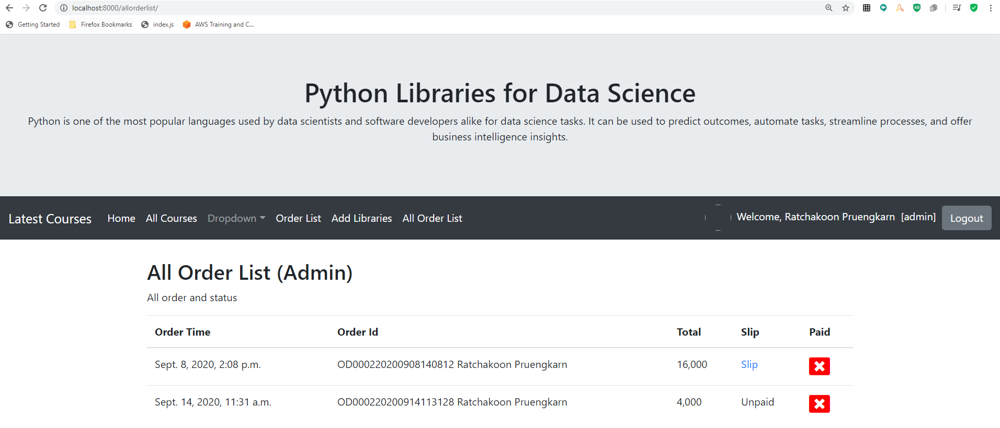 localhost:8000/allorderlist/
Getting Started Firefox Bookmarks index.js AWS Training and C...
Python Libraries for Data Science
Python is one of the most popular languages used by data scientists and software developers alike for data science tasks. It can be used to predict outcomes, automate tasks, streamline processes, and offer
business intelligence insights.
Latest Courses Home All Courses Dropdown Order List Add Libraries All Order List Welcome, Ratchakoon Pruengkarn [admin] Logout
All Order List (Admin)
All order and status
Order Time Order Id Total Slip Paid
Sept. 8, 2020, 2:08 p.m. OD000220200908140812 Ratchakoon Pruengkarn 16,000 Slip
Sept. 14, 2020, 11:31 a.m. OD000220200914113128 Ratchakoon Pruengkarn 4,000 Unpaid